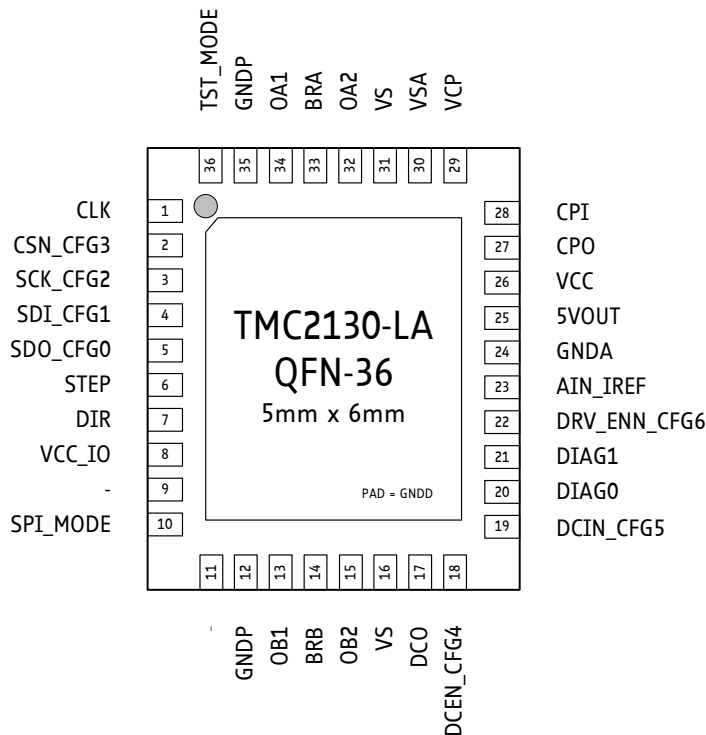 TST_MODE
GNDP
OA1
BRA
OA2
VS
VSA
VCP
36
35
34
33
32
31
30
29
CLK 1
CSN_CFG3 2
SCK_CFG2 3
SDI_CFG1 4
SDO_CFG0 5
STEP 6
DIR 7
VCC_IO 8
- 9
SPI_MODE 10
TMC2130-LA
QFN-36
5mm x 6mm
PAD = GNDD
28 CPI
27 CPO
26 VCC
25 5VOUT
24 GNDA
23 AIN_IREF
22 DRV_ENN_CFG6
21 DIAG1
20 DIAG0
19 DCIN_CFG5
11
12
13
14
15
16
17
18
-
GNDP
OB1
BRB
OB2
VS
DCO
DCEN_CFG4